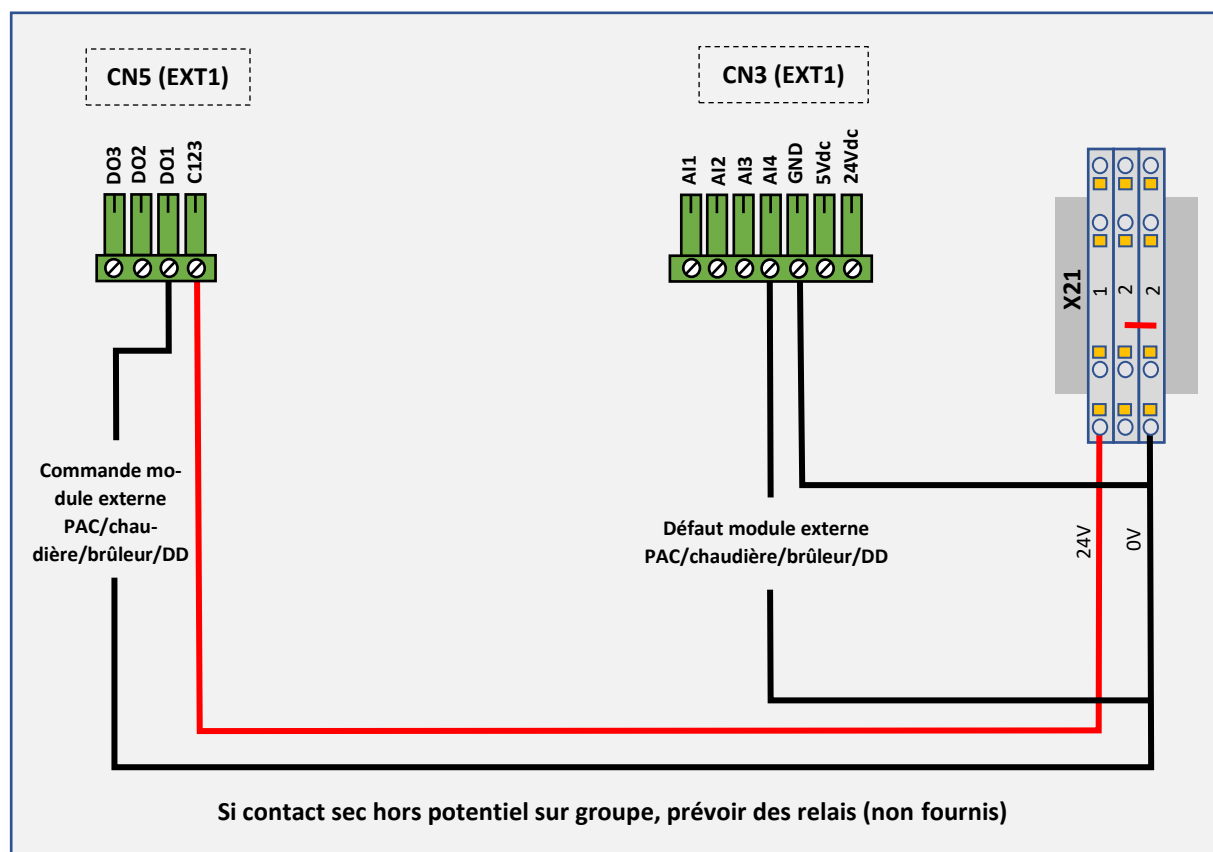 CN5 (EXT1)
DO3
DO2
DO1
C123
CN3 (EXT1)
AI1
AI2
AI3
AI4
GND
5Vdc
24Vdc
X21
1
2
2
Commande mo-
dule externe
PAC/chau-
dière/brûleur/DD
Défaut module externe
PAC/chaudière/brûleur/DD
24V
0V
Si contact sec hors potentiel sur groupe, prévoir des relais (non fournis)